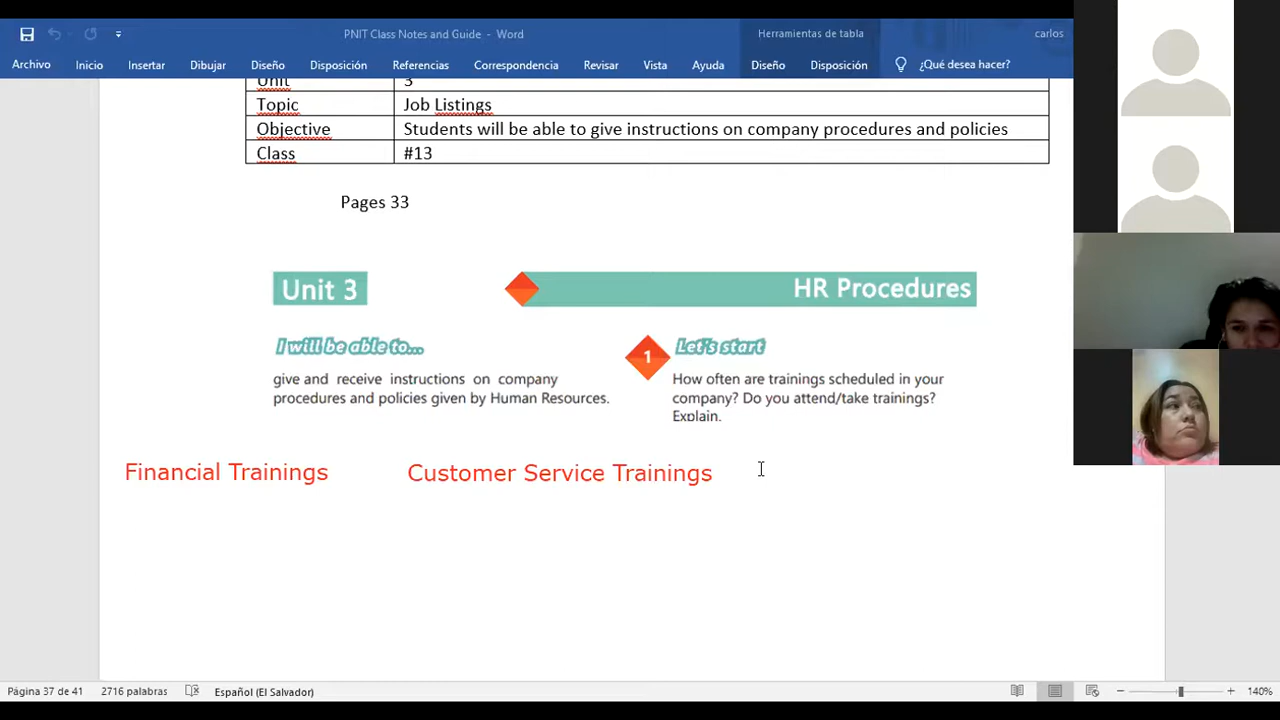 PNIT Class Notes and Guide - Word
Herramientas de tabla
carlos
Archivo Inicio Insertar Dibujar Diseño Disposición Referencias Correspondencia Revisar Vista Ayuda Diseño Disposición ¿Qué desea hacer?
Unit 3
Topic Job Listings
Objective Students will be able to give instructions on company procedures and policies
Class #13
Pages 33
Unit 3
HR Procedures
I will be able to...
give and receive instructions on company
procedures and policies given by Human Resources.
1
Let's start
How often are trainings scheduled in your
company? Do you attend/take trainings?
Explain.
Financial Trainings
Customer Service Trainings
Página 37 de 41 2716 palabras Español (El Salvador) 140%